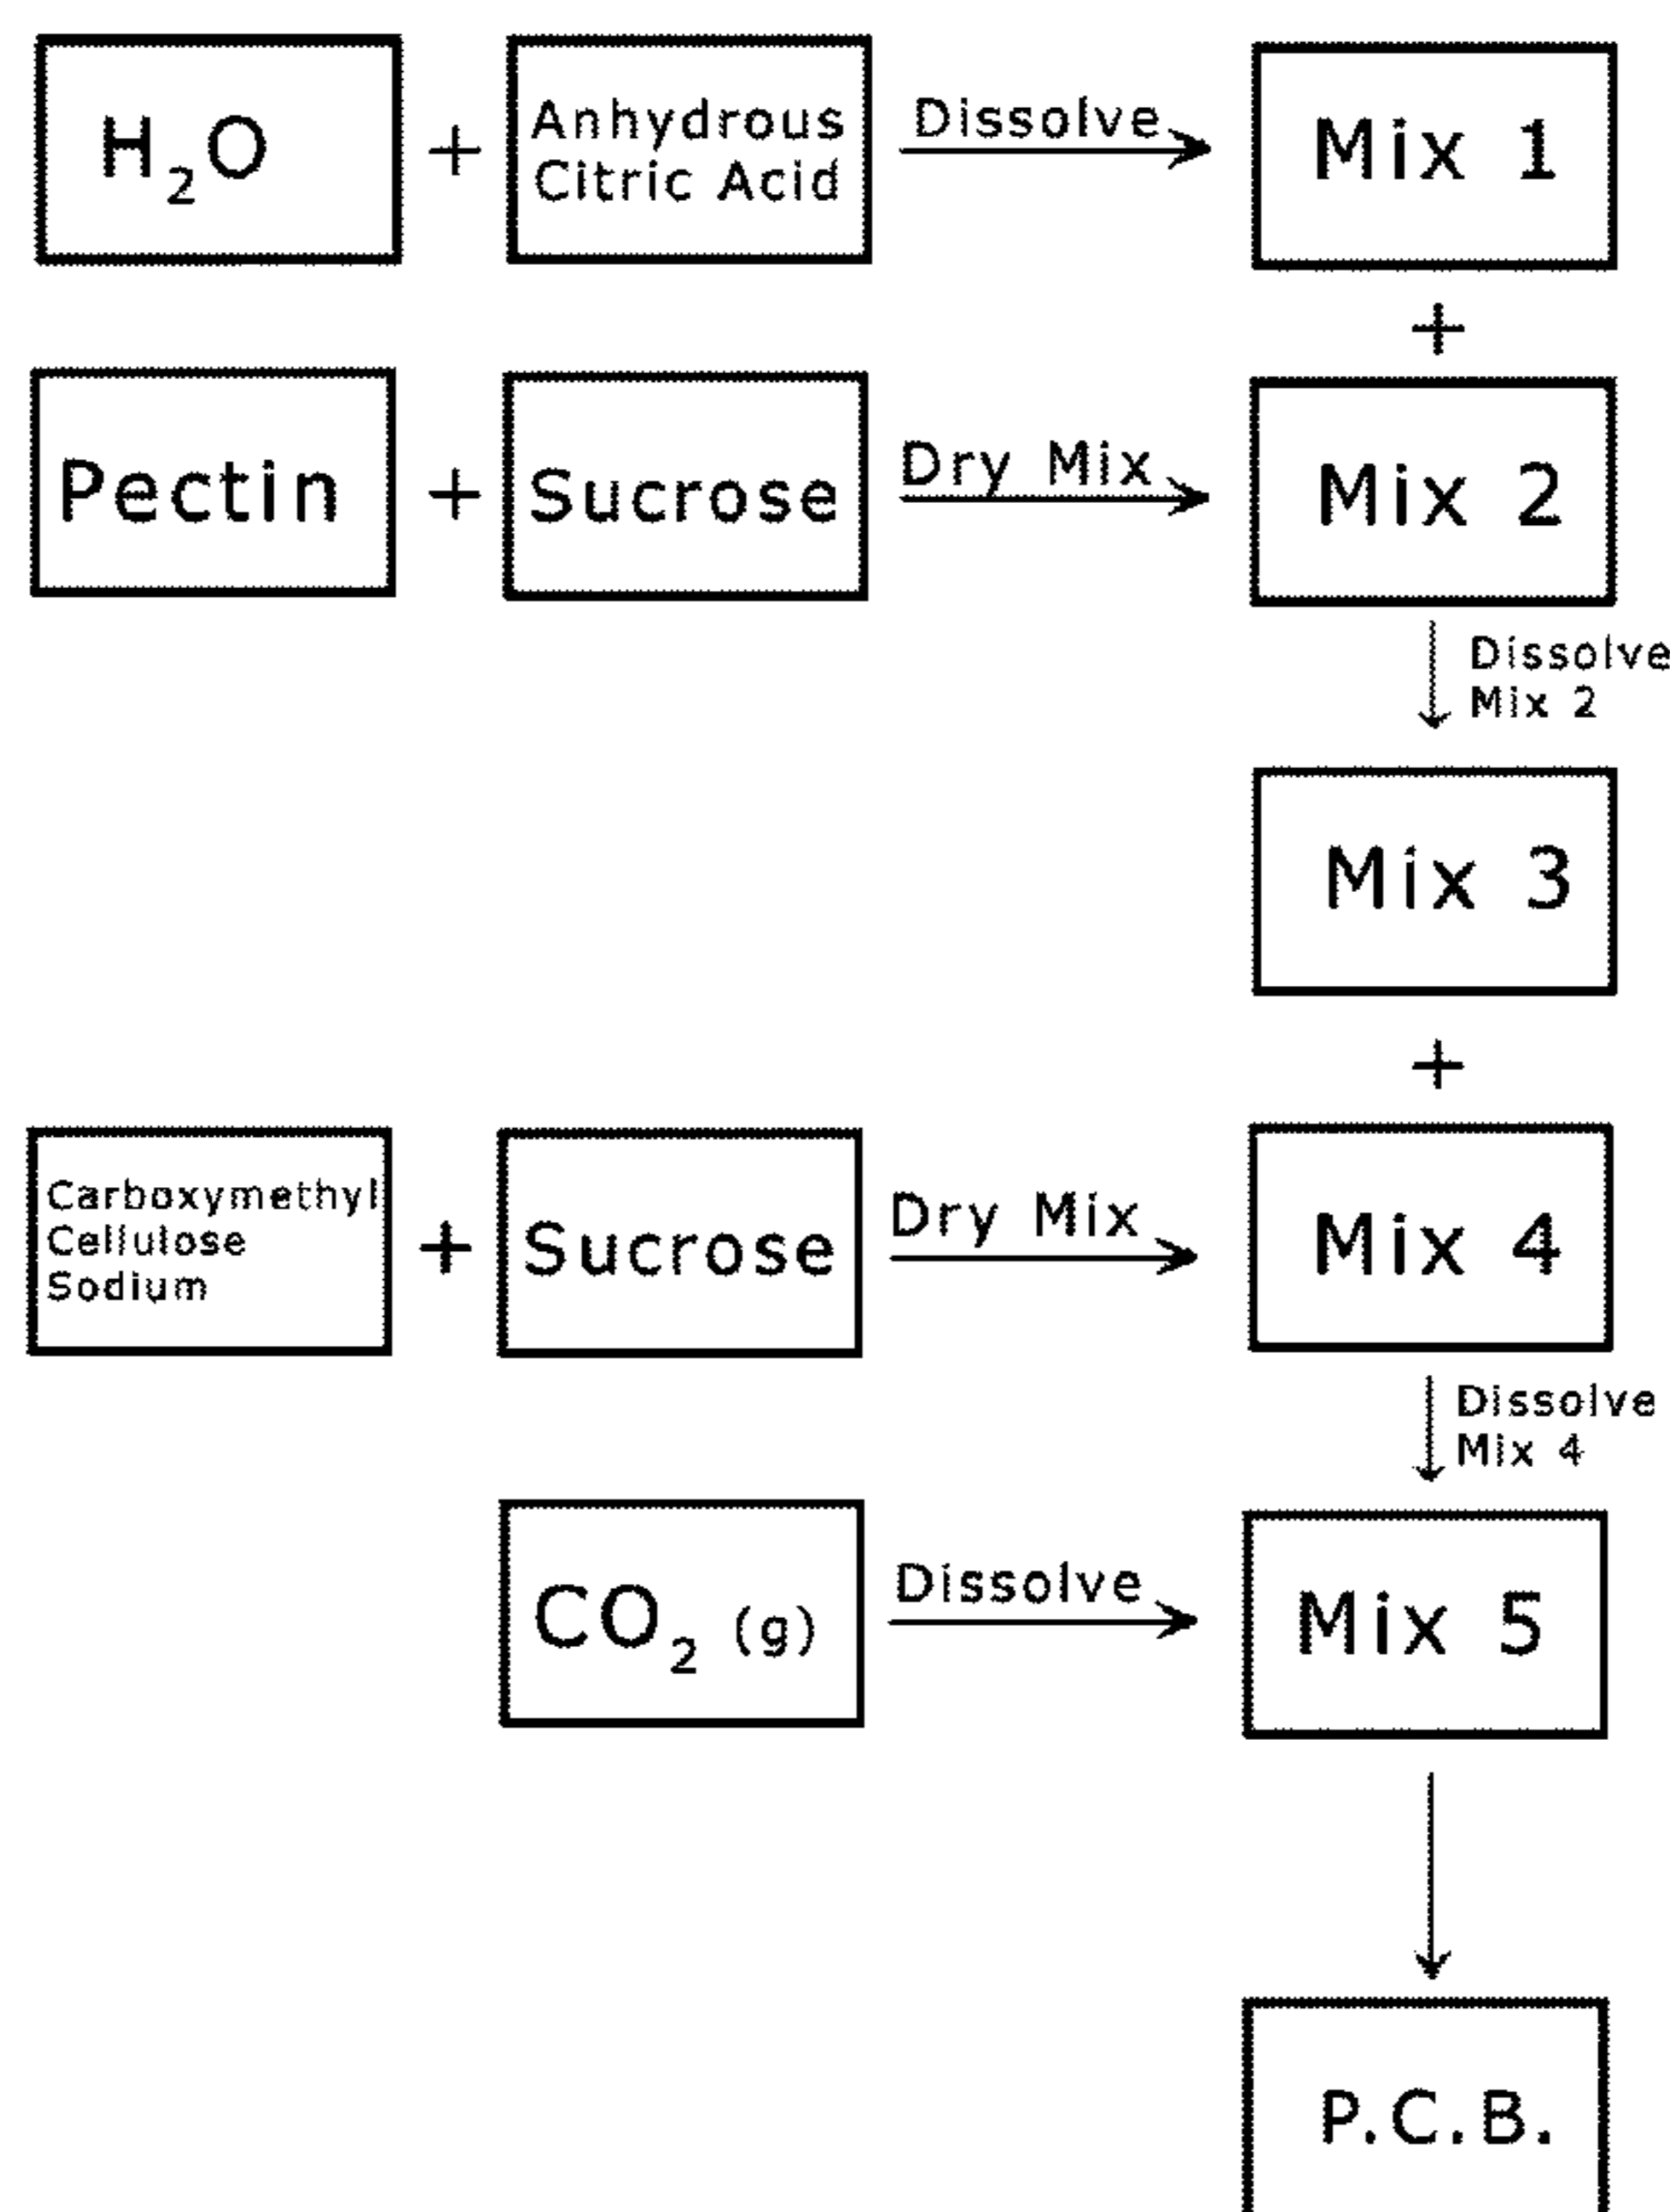 H₂O
+
Anhydrous
Citric Acid
Dissolve
Mix 1
+
Pectin
+
Sucrose
Dry Mix
Mix 2
Dissolve
Mix 2
Mix 3
+
Carboxymethyl
Cellulose
Sodium
+
Sucrose
Dry Mix
Mix 4
Dissolve
Mix 4
CO₂ (g)
Dissolve
Mix 5
P.C.B.